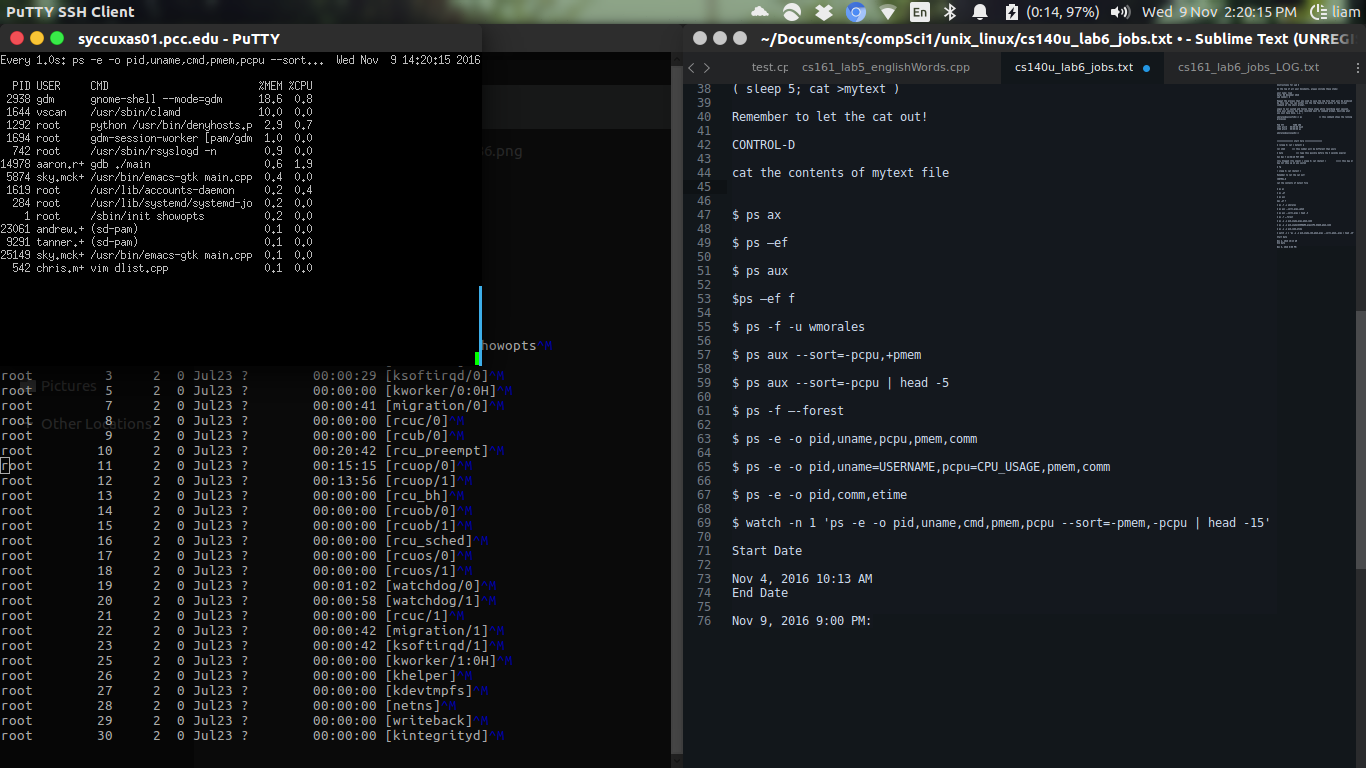 PuTTY SSH Client
En
(0:14, 97%)
Wed 9 Nov 2:20:15 PM
liam
syccuxas01.pcc.edu - PuTTY
Every 1.0s: ps -e -o pid,uname,cmd,pmem,pcpu --sort... Wed Nov 9 14:20:15 2016
PID USER CMD %MEM %CPU
2938 gdm gnome-shell --mode=gdm 18.6 0.8
1644 vscan /usr/sbin/clamd 10.0 0.0
1292 root python /usr/bin/denyhosts.p 2.9 0.7
1694 root gdm-session-worker [pam/gdm 1.0 0.0
742 root /usr/sbin/rsyslogd -n 0.9 0.0
14978 aaron.r+ gdb ./main 0.6 1.9
5874 sky.mck+ /usr/bin/emacs-gtk main.cpp 0.4 0.0
1619 root /usr/lib/accounts-daemon 0.2 0.4
284 root /usr/lib/systemd/systemd-jo 0.2 0.0
1 root /sbin/init showopts 0.2 0.0
23061 andrew.+ (sd-pam) 0.1 0.0
9291 tanner.+ (sd-pam) 0.1 0.0
25149 sky.mck+ /usr/bin/emacs-gtk main.cpp 0.1 0.0
542 chris.m+ vim dlist.cpp 0.1 0.0
6.png
howopts^M
Pictures
Other Locations
root 3 2 0 Jul23 ? 00:00:29 [ksoftirqd/0]^M
root 5 2 0 Jul23 ? 00:00:00 [kworker/0:0H]^M
root 7 2 0 Jul23 ? 00:00:41 [migration/0]^M
root 8 2 0 Jul23 ? 00:00:00 [rcuc/0]^M
root 9 2 0 Jul23 ? 00:00:00 [rcub/0]^M
root 10 2 0 Jul23 ? 00:20:42 [rcu_preempt]^M
root 11 2 0 Jul23 ? 00:15:15 [rcuop/0]^M
root 12 2 0 Jul23 ? 00:13:56 [rcuop/1]^M
root 13 2 0 Jul23 ? 00:00:00 [rcu_bh]^M
root 14 2 0 Jul23 ? 00:00:00 [rcuob/0]^M
root 15 2 0 Jul23 ? 00:00:00 [rcuob/1]^M
root 16 2 0 Jul23 ? 00:00:00 [rcu_sched]^M
root 17 2 0 Jul23 ? 00:00:00 [rcuos/0]^M
root 18 2 0 Jul23 ? 00:00:00 [rcuos/1]^M
root 19 2 0 Jul23 ? 00:01:02 [watchdog/0]^M
root 20 2 0 Jul23 ? 00:00:58 [watchdog/1]^M
root 21 2 0 Jul23 ? 00:00:00 [rcuc/1]^M
root 22 2 0 Jul23 ? 00:00:42 [migration/1]^M
root 23 2 0 Jul23 ? 00:00:42 [ksoftirqd/1]^M
root 25 2 0 Jul23 ? 00:00:00 [kworker/1:0H]^M
root 26 2 0 Jul23 ? 00:00:00 [khelper]^M
root 27 2 0 Jul23 ? 00:00:00 [kdevtmpfs]^M
root 28 2 0 Jul23 ? 00:00:00 [netns]^M
root 29 2 0 Jul23 ? 00:00:00 [writeback]^M
root 30 2 0 Jul23 ? 00:00:00 [kintegrityd]^M
~/Documents/compSci1/unix_linux/cs140u_lab6_jobs.txt • - Sublime Text (UNREGI
test.cp cs161_lab5_englishWords.cpp cs140u_lab6_jobs.txt cs161_lab6_jobs_LOG.txt
38 ( sleep 5; cat >mytext )
39
40 Remember to let the cat out!
41
42 CONTROL-D
43
44 cat the contents of mytext file
45
46
47 $ ps ax
48
49 $ ps –ef
50
51 $ ps aux
52
53 $ps –ef f
54
55 $ ps -f -u wmorales
56
57 $ ps aux --sort=-pcpu,+pmem
58
59 $ ps aux --sort=-pcpu | head -5
60
61 $ ps -f –-forest
62
63 $ ps -e -o pid,uname,pcpu,pmem,comm
64
65 $ ps -e -o pid,uname=USERNAME,pcpu=CPU_USAGE,pmem,comm
66
67 $ ps -e -o pid,comm,etime
68
69 $ watch -n 1 'ps -e -o pid,uname,cmd,pmem,pcpu --sort=-pmem,-pcpu | head -15'
70
71 Start Date
72
73 Nov 4, 2016 10:13 AM
74 End Date
75
76 Nov 9, 2016 9:00 PM: